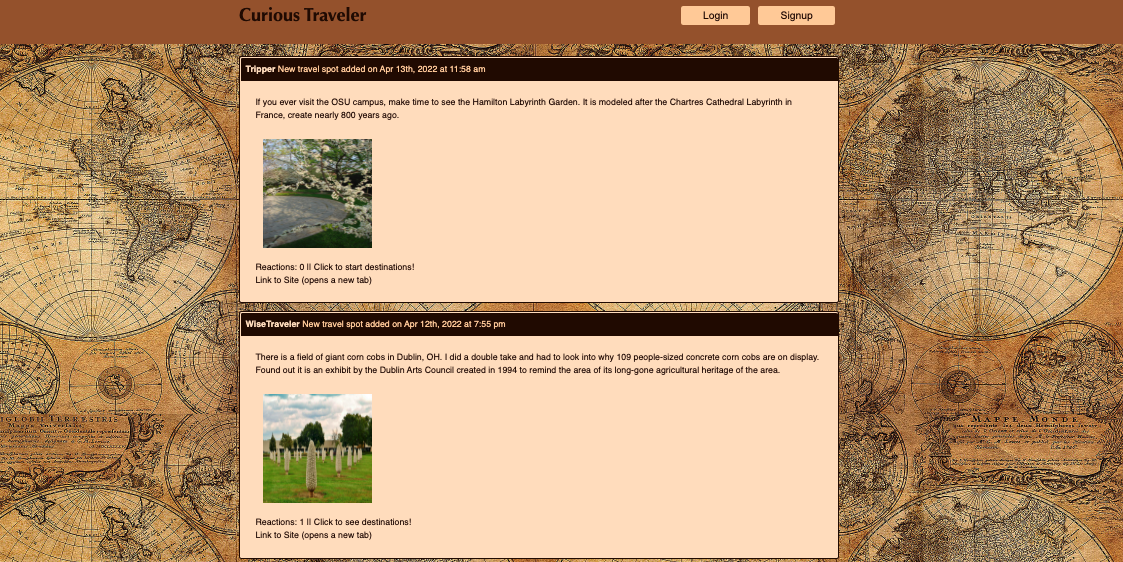 Curious Traveler
Login
Signup
Tripper New travel spot added on Apr 13th, 2022 at 11:58 am
If you ever visit the OSU campus, make time to see the Hamilton Labyrinth Garden. It is modeled after the Chartres Cathedral Labyrinth in
France, create nearly 800 years ago.
Reactions: 0 || Click to start destinations!
Link to Site (opens a new tab)
WiseTraveler New travel spot added on Apr 12th, 2022 at 7:55 pm
There is a field of giant corn cobs in Dublin, OH. I did a double take and had to look into why 109 people-sized concrete corn cobs are on display.
Found out it is an exhibit by the Dublin Arts Council created in 1994 to remind the area of its long-gone agricultural heritage of the area.
Reactions: 1 || Click to see destinations!
Link to Site (opens a new tab)
MAPPE MONDE